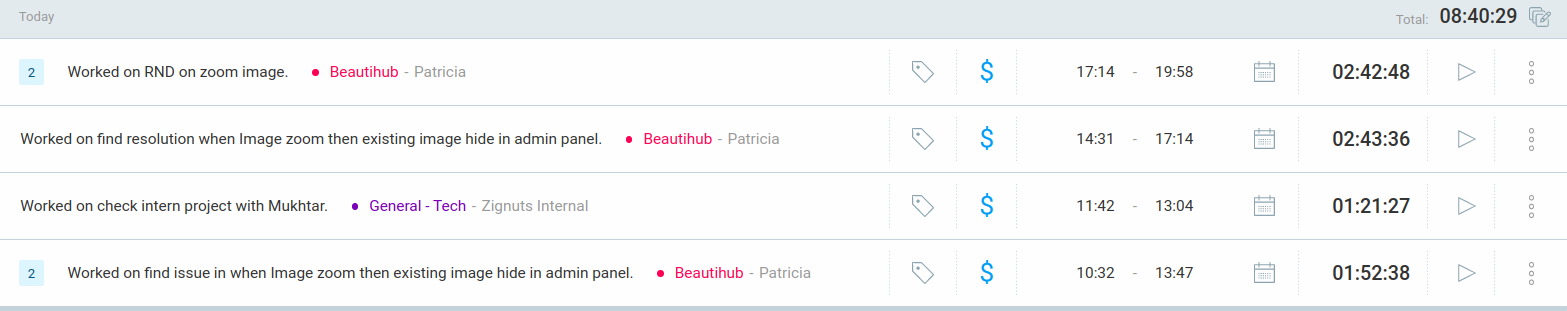 Today Total: 08:40:29
2 Worked on RND on zoom image. • Beautihub - Patricia $ 17:14 - 19:58 02:42:48
Worked on find resolution when Image zoom then existing image hide in admin panel. • Beautihub - Patricia $ 14:31 - 17:14 02:43:36
Worked on check intern project with Mukhtar. • General - Tech - Zignuts Internal $ 11:42 - 13:04 01:21:27
2 Worked on find issue in when Image zoom then existing image hide in admin panel. • Beautihub - Patricia $ 10:32 - 13:47 01:52:38